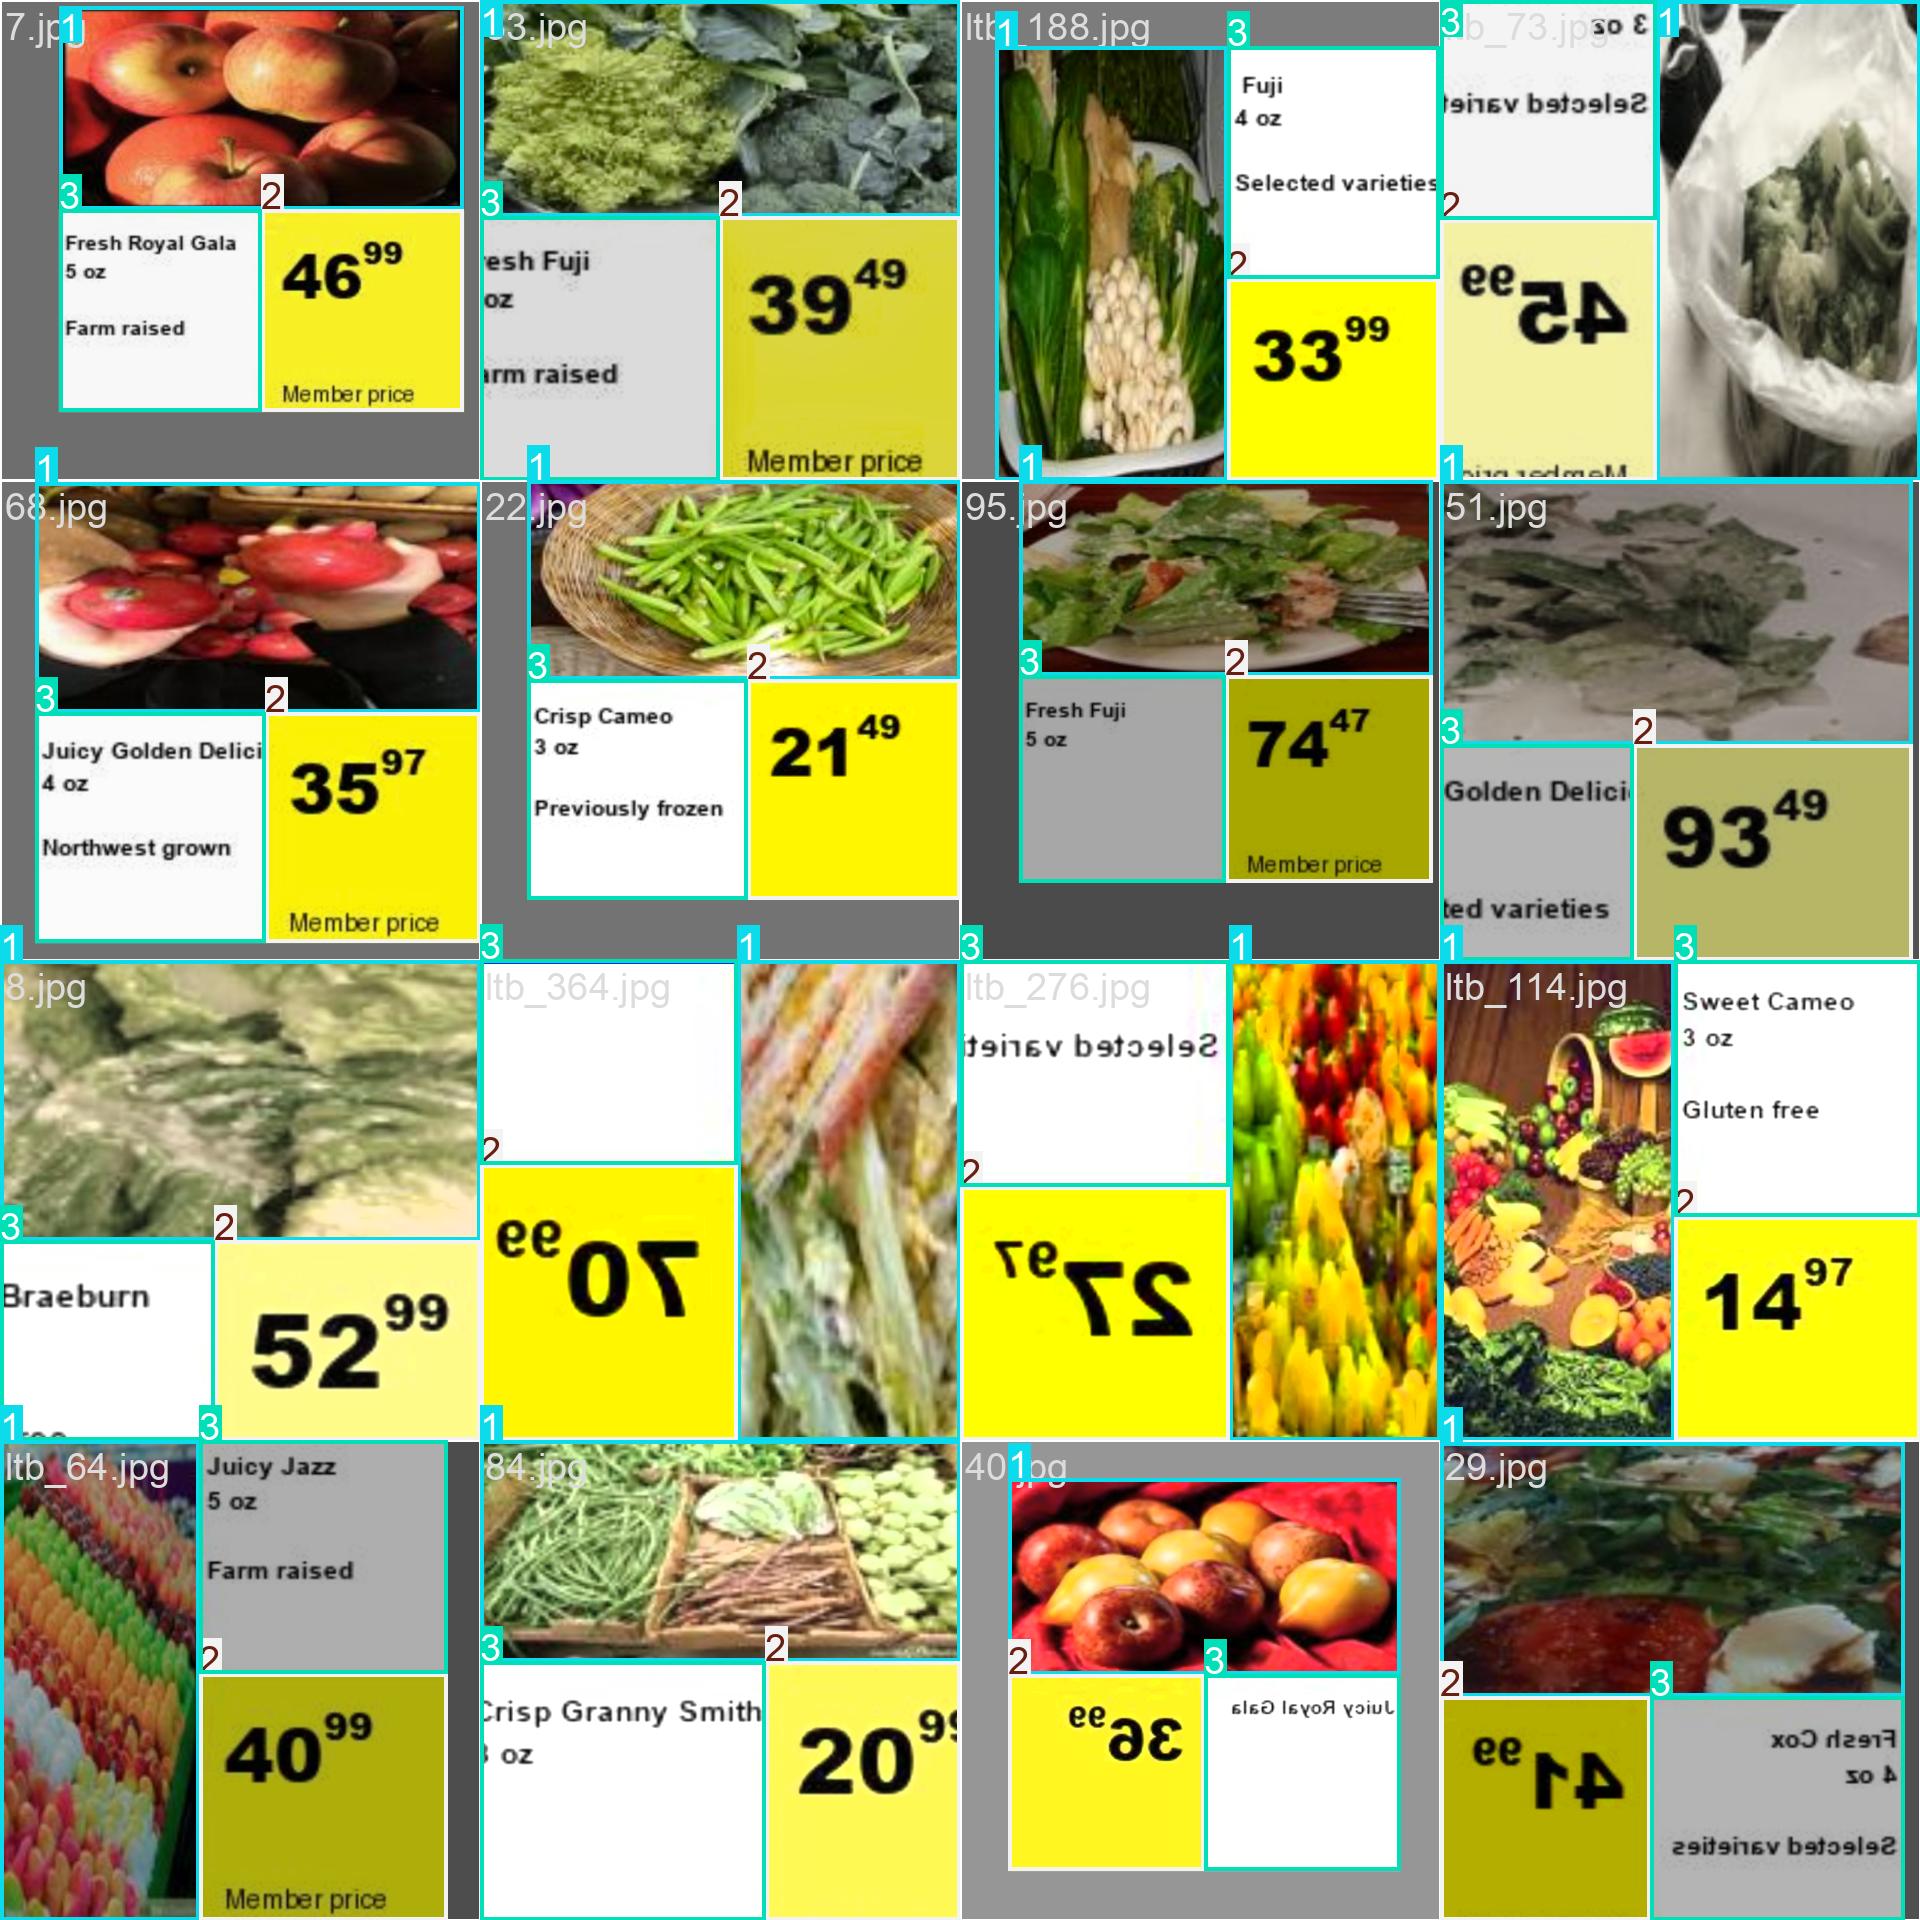 7.jpg
1
3
2
Fresh Royal Gala
5 oz
Farm raised
46 99
Member price
1
33.jpg
3
2
resh Fuji
oz
arm raised
39 49
Member price
ltb_188.jpg
1
3
Fuji
4 oz
Selected varieties
2
33 99
3
ltb_73.jpg
1
3 oz
Selected varieti
2
45 99
Member price
1
68.jpg
3
2
Juicy Golden Delici
4 oz
Northwest grown
35 97
Member price
1
22.jpg
3
2
Crisp Cameo
3 oz
Previously frozen
21 49
1
95.jpg
3
2
Fresh Fuji
5 oz
74 47
Member price
1
51.jpg
3
2
Golden Delici
ted varieties
93 49
1
8.jpg
3
2
Braeburn
52 99
3
1
ltb_364.jpg
2
70 99
3
1
ltb_276.jpg
Selected varieti
2
27 97
1
3
ltb_114.jpg
Sweet Cameo
3 oz
Gluten free
2
14 97
1
3
ltb_64.jpg
Juicy Jazz
5 oz
Farm raised
2
40 99
Member price
1
84.jpg
3
2
Crisp Granny Smith
3 oz
20 99
40.jpg
1
2
3
36 99
Juicy Royal Gala
1
29.jpg
2
3
41 99
Fresh Cox
4 oz
Selected varieties